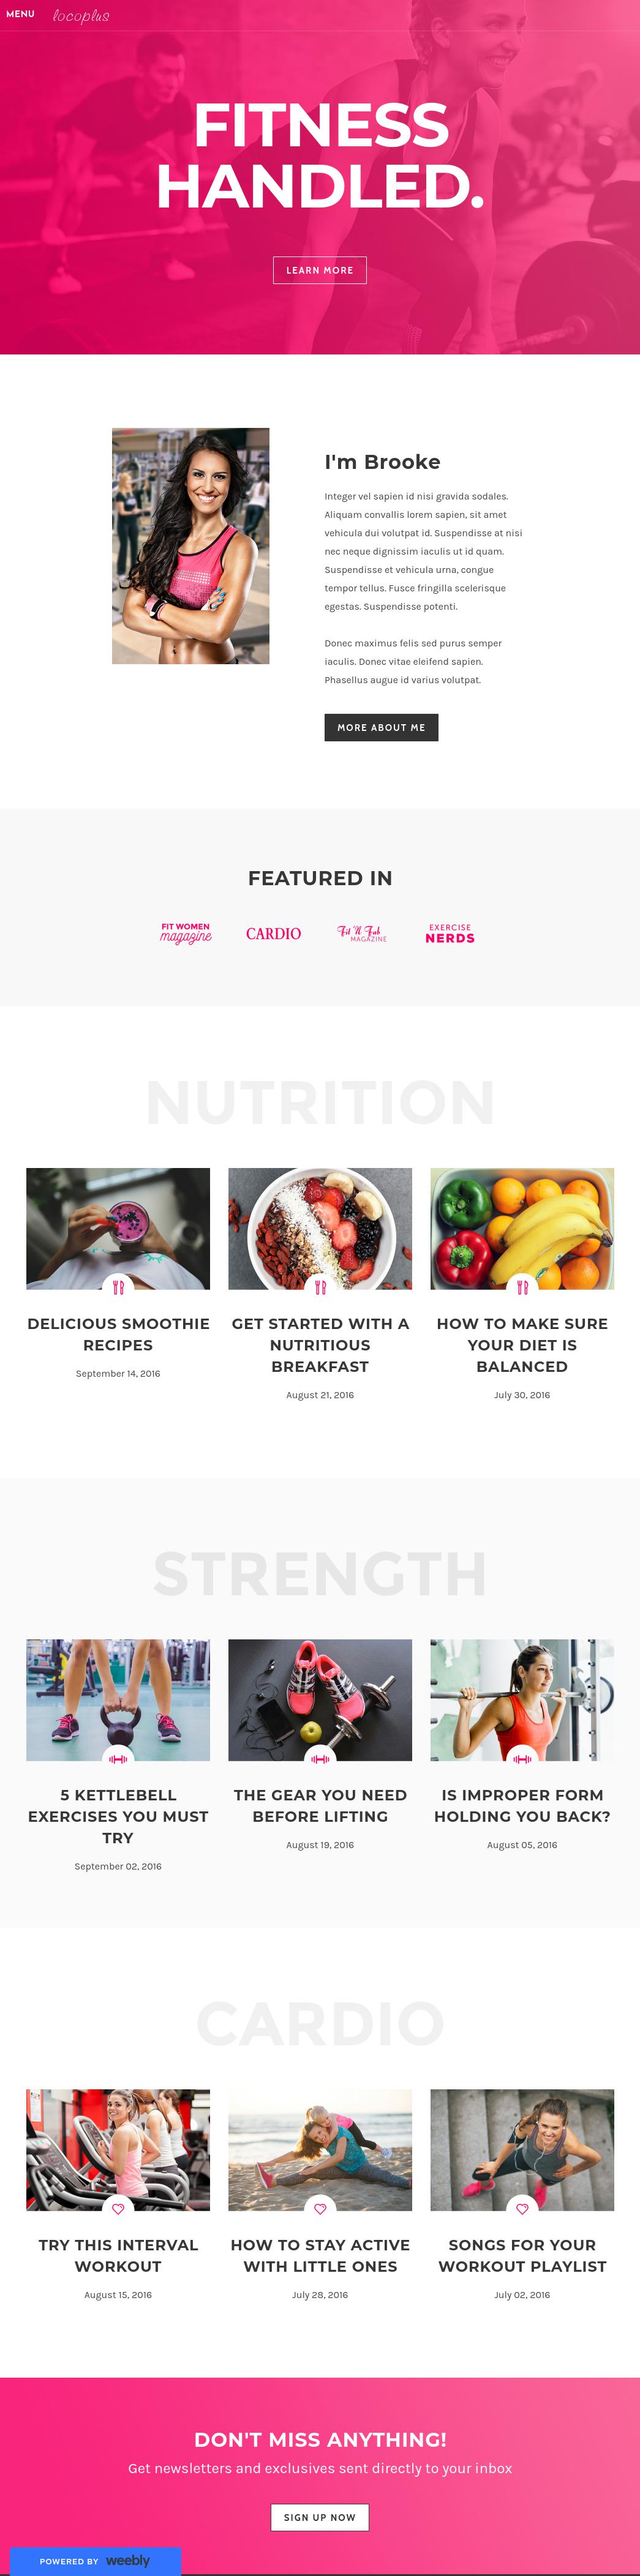 MENU
locoplus
FITNESS
HANDLED.
LEARN MORE
I'm Brooke
Integer vel sapien id nisi gravida sodales.
Aliquam convallis lorem sapien, sit amet
vehicula dui volutpat id. Suspendisse at nisi
nec neque dignissim iaculis ut id quam.
Suspendisse et vehicula urna, congue
tempor tellus. Fusce fringilla scelerisque
egestas. Suspendisse potenti.
Donec maximus felis sed purus semper
iaculis. Donec vitae eleifend sapien.
Phasellus augue id varius volutpat.
MORE ABOUT ME
FEATURED IN
FIT WOMEN
magazine
CARDIO
Fit 'N Fab
MAGAZINE
EXERCISE
NERDS
NUTRITION
DELICIOUS SMOOTHIE
RECIPES
September 14, 2016
GET STARTED WITH A
NUTRITIOUS
BREAKFAST
August 21, 2016
HOW TO MAKE SURE
YOUR DIET IS
BALANCED
July 30, 2016
STRENGTH
5 KETTLEBELL
EXERCISES YOU MUST
TRY
September 02, 2016
THE GEAR YOU NEED
BEFORE LIFTING
August 19, 2016
IS IMPROPER FORM
HOLDING YOU BACK?
August 05, 2016
CARDIO
TRY THIS INTERVAL
WORKOUT
August 15, 2016
HOW TO STAY ACTIVE
WITH LITTLE ONES
July 28, 2016
SONGS FOR YOUR
WORKOUT PLAYLIST
July 02, 2016
DON'T MISS ANYTHING!
Get newsletters and exclusives sent directly to your inbox
SIGN UP NOW
POWERED BY weebly